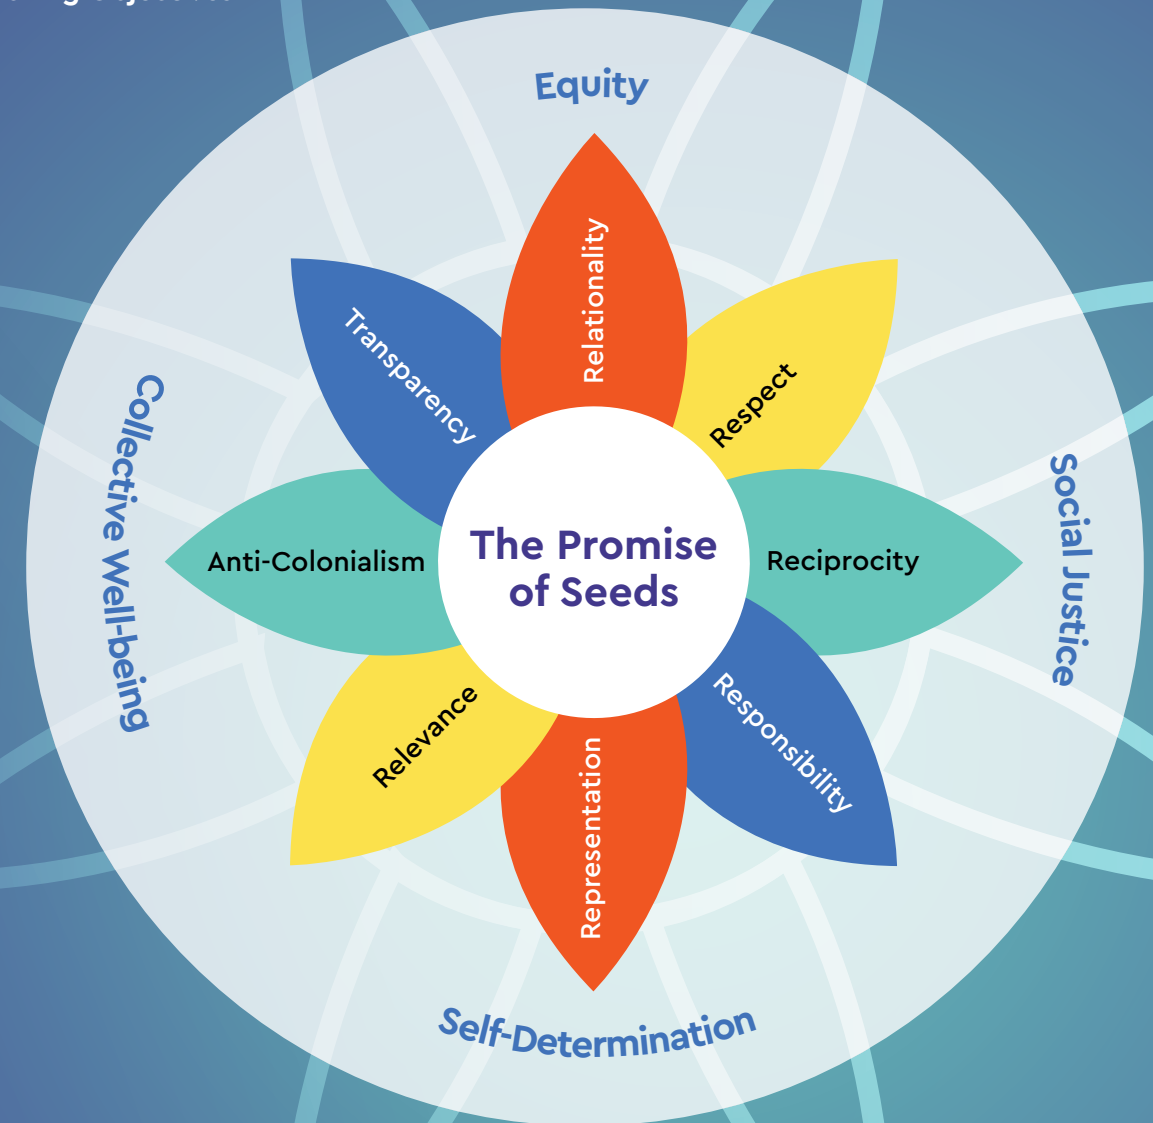 Equity
Relationality
Transparency
Respect
Collective Well-being
Anti-Colonialism
The Promise
of Seeds
Reciprocity
Social Justice
Relevance
Responsibility
Representation
Self-Determination